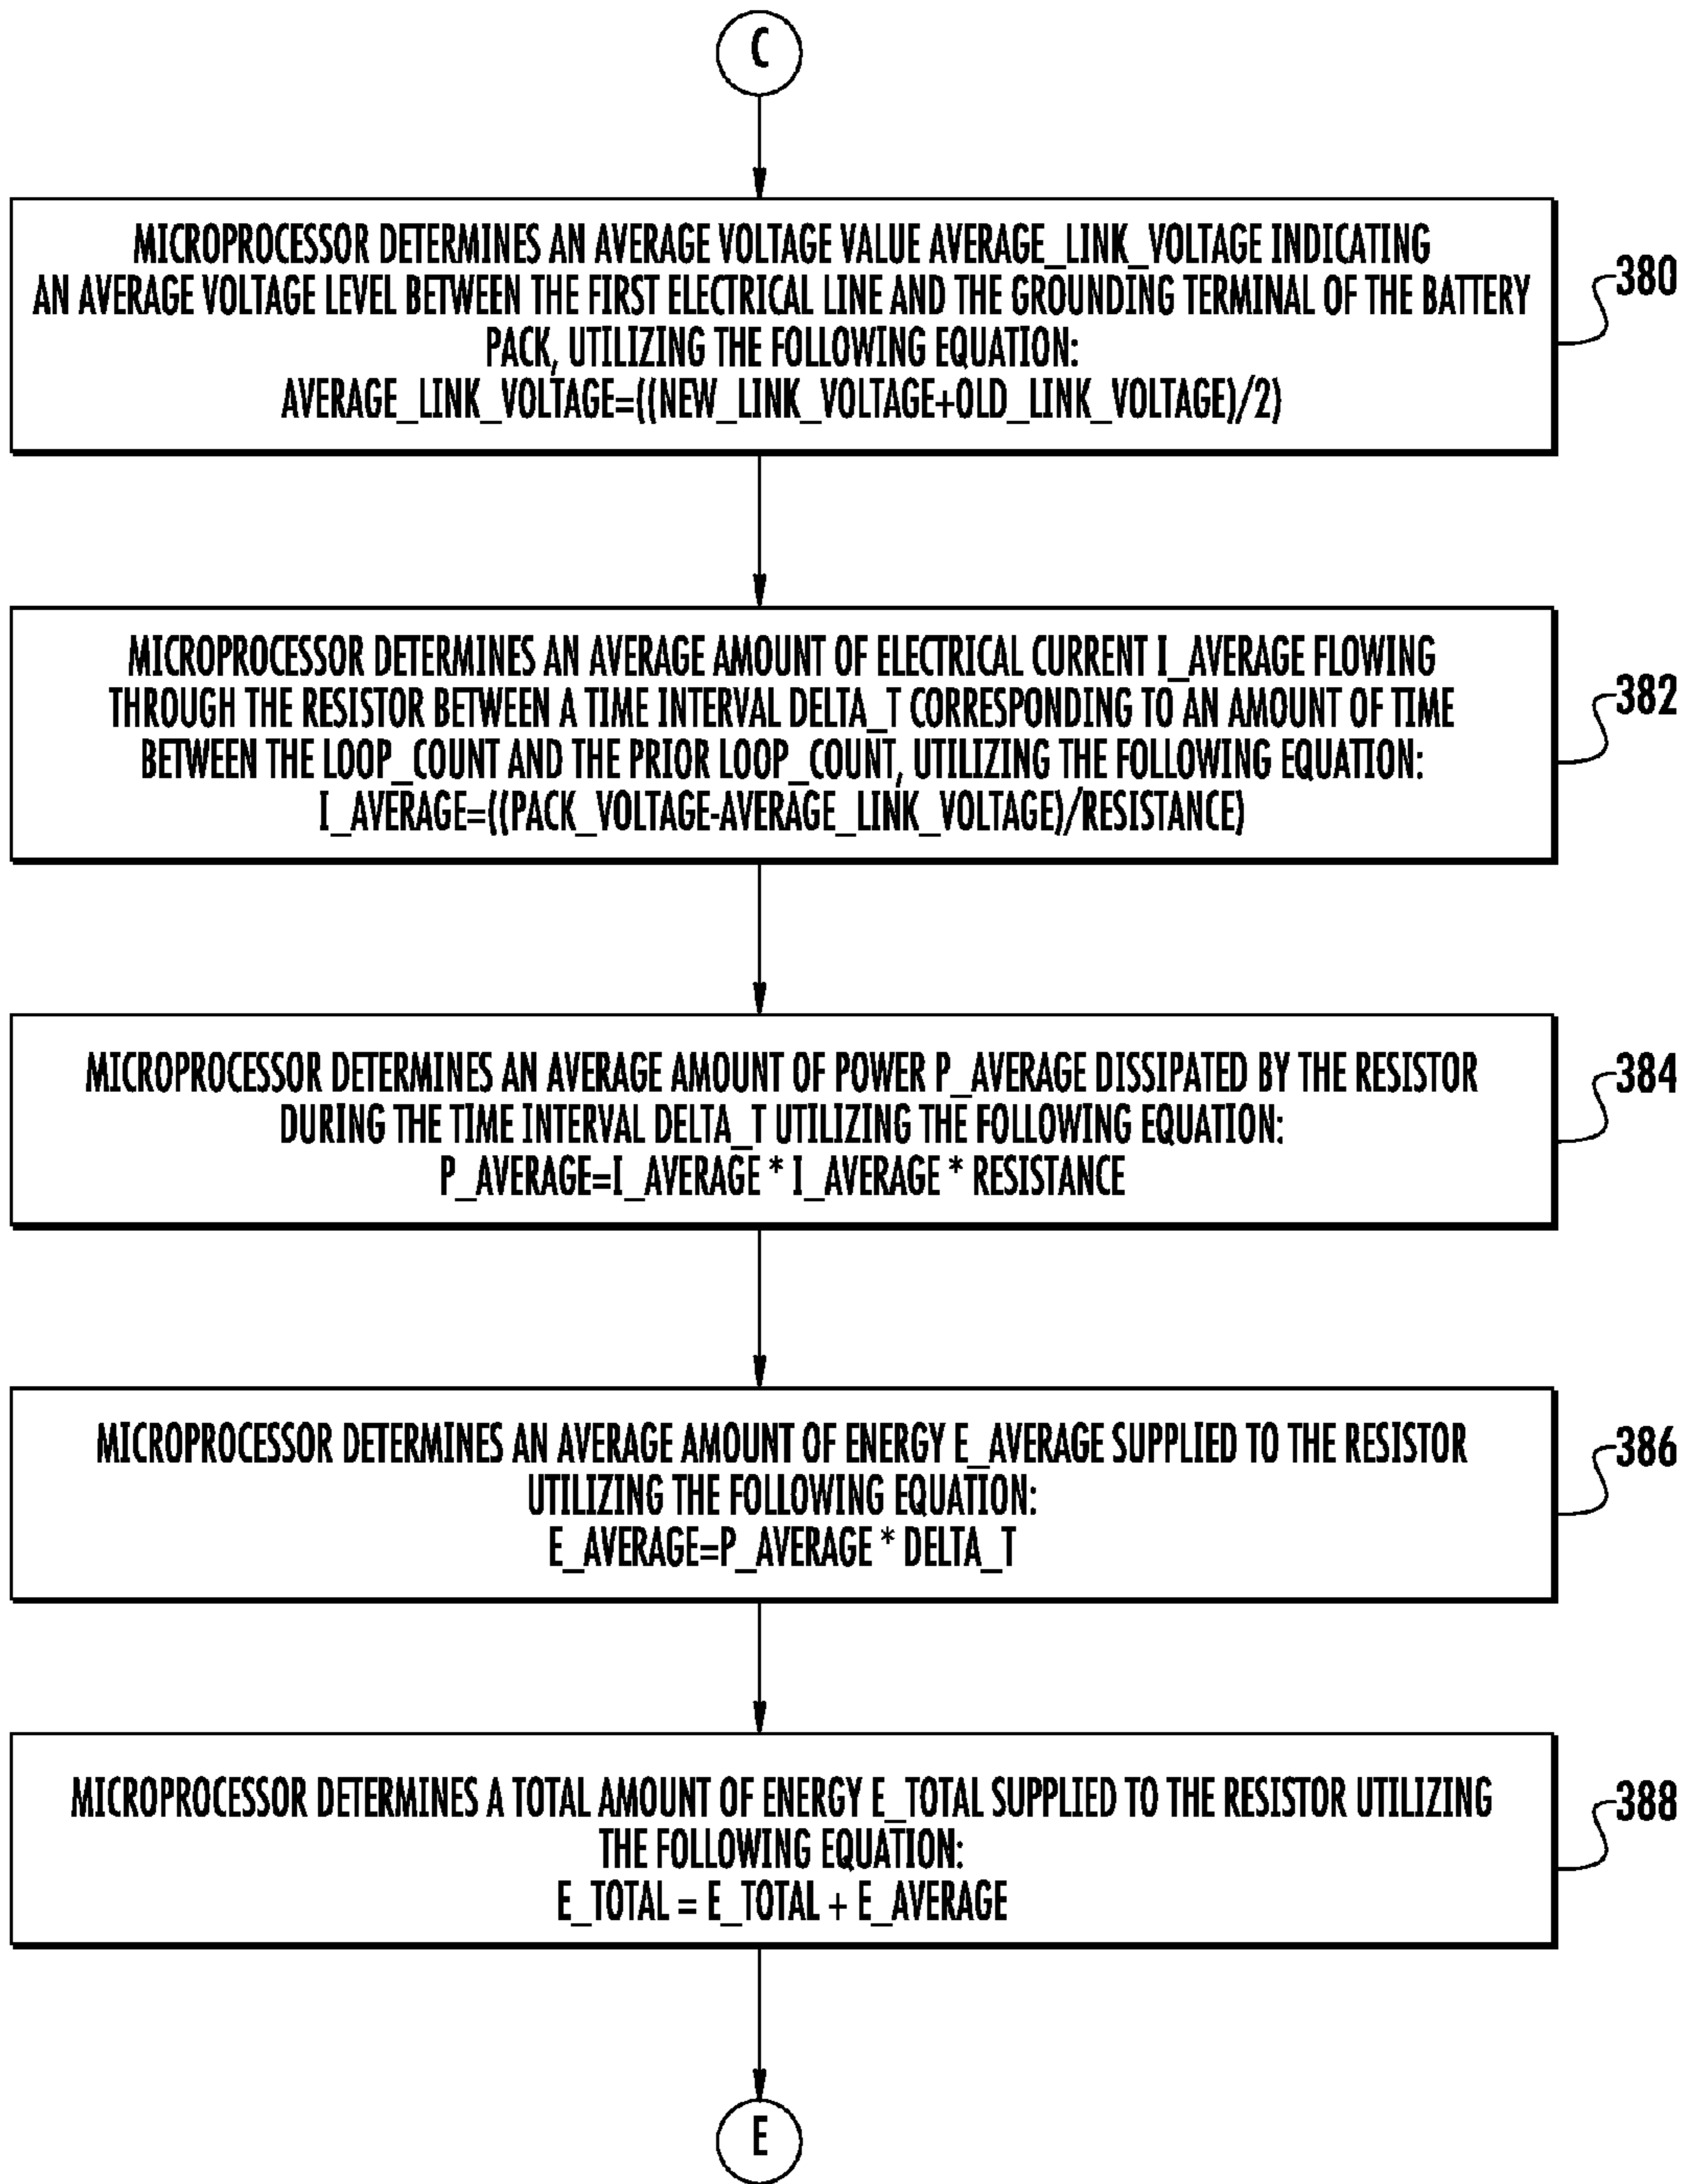 C
MICROPROCESSOR DETERMINES AN AVERAGE VOLTAGE VALUE AVERAGE_LINK_VOLTAGE INDICATING
AN AVERAGE VOLTAGE LEVEL BETWEEN THE FIRST ELECTRICAL LINE AND THE GROUNDING TERMINAL OF THE BATTERY
PACK, UTILIZING THE FOLLOWING EQUATION:
AVERAGE_LINK_VOLTAGE=((NEW_LINK_VOLTAGE+OLD_LINK_VOLTAGE)/2)
380
MICROPROCESSOR DETERMINES AN AVERAGE AMOUNT OF ELECTRICAL CURRENT I_AVERAGE FLOWING
THROUGH THE RESISTOR BETWEEN A TIME INTERVAL DELTA_T CORRESPONDING TO AN AMOUNT OF TIME
BETWEEN THE LOOP_COUNT AND THE PRIOR LOOP_COUNT, UTILIZING THE FOLLOWING EQUATION:
I_AVERAGE=((PACK_VOLTAGE-AVERAGE_LINK_VOLTAGE)/RESISTANCE)
382
MICROPROCESSOR DETERMINES AN AVERAGE AMOUNT OF POWER P_AVERAGE DISSIPATED BY THE RESISTOR
DURING THE TIME INTERVAL DELTA_T UTILIZING THE FOLLOWING EQUATION:
P_AVERAGE=I_AVERAGE * I_AVERAGE * RESISTANCE
384
MICROPROCESSOR DETERMINES AN AVERAGE AMOUNT OF ENERGY E_AVERAGE SUPPLIED TO THE RESISTOR
UTILIZING THE FOLLOWING EQUATION:
E_AVERAGE=P_AVERAGE * DELTA_T
386
MICROPROCESSOR DETERMINES A TOTAL AMOUNT OF ENERGY E_TOTAL SUPPLIED TO THE RESISTOR UTILIZING
THE FOLLOWING EQUATION:
E_TOTAL = E_TOTAL + E_AVERAGE
388
E